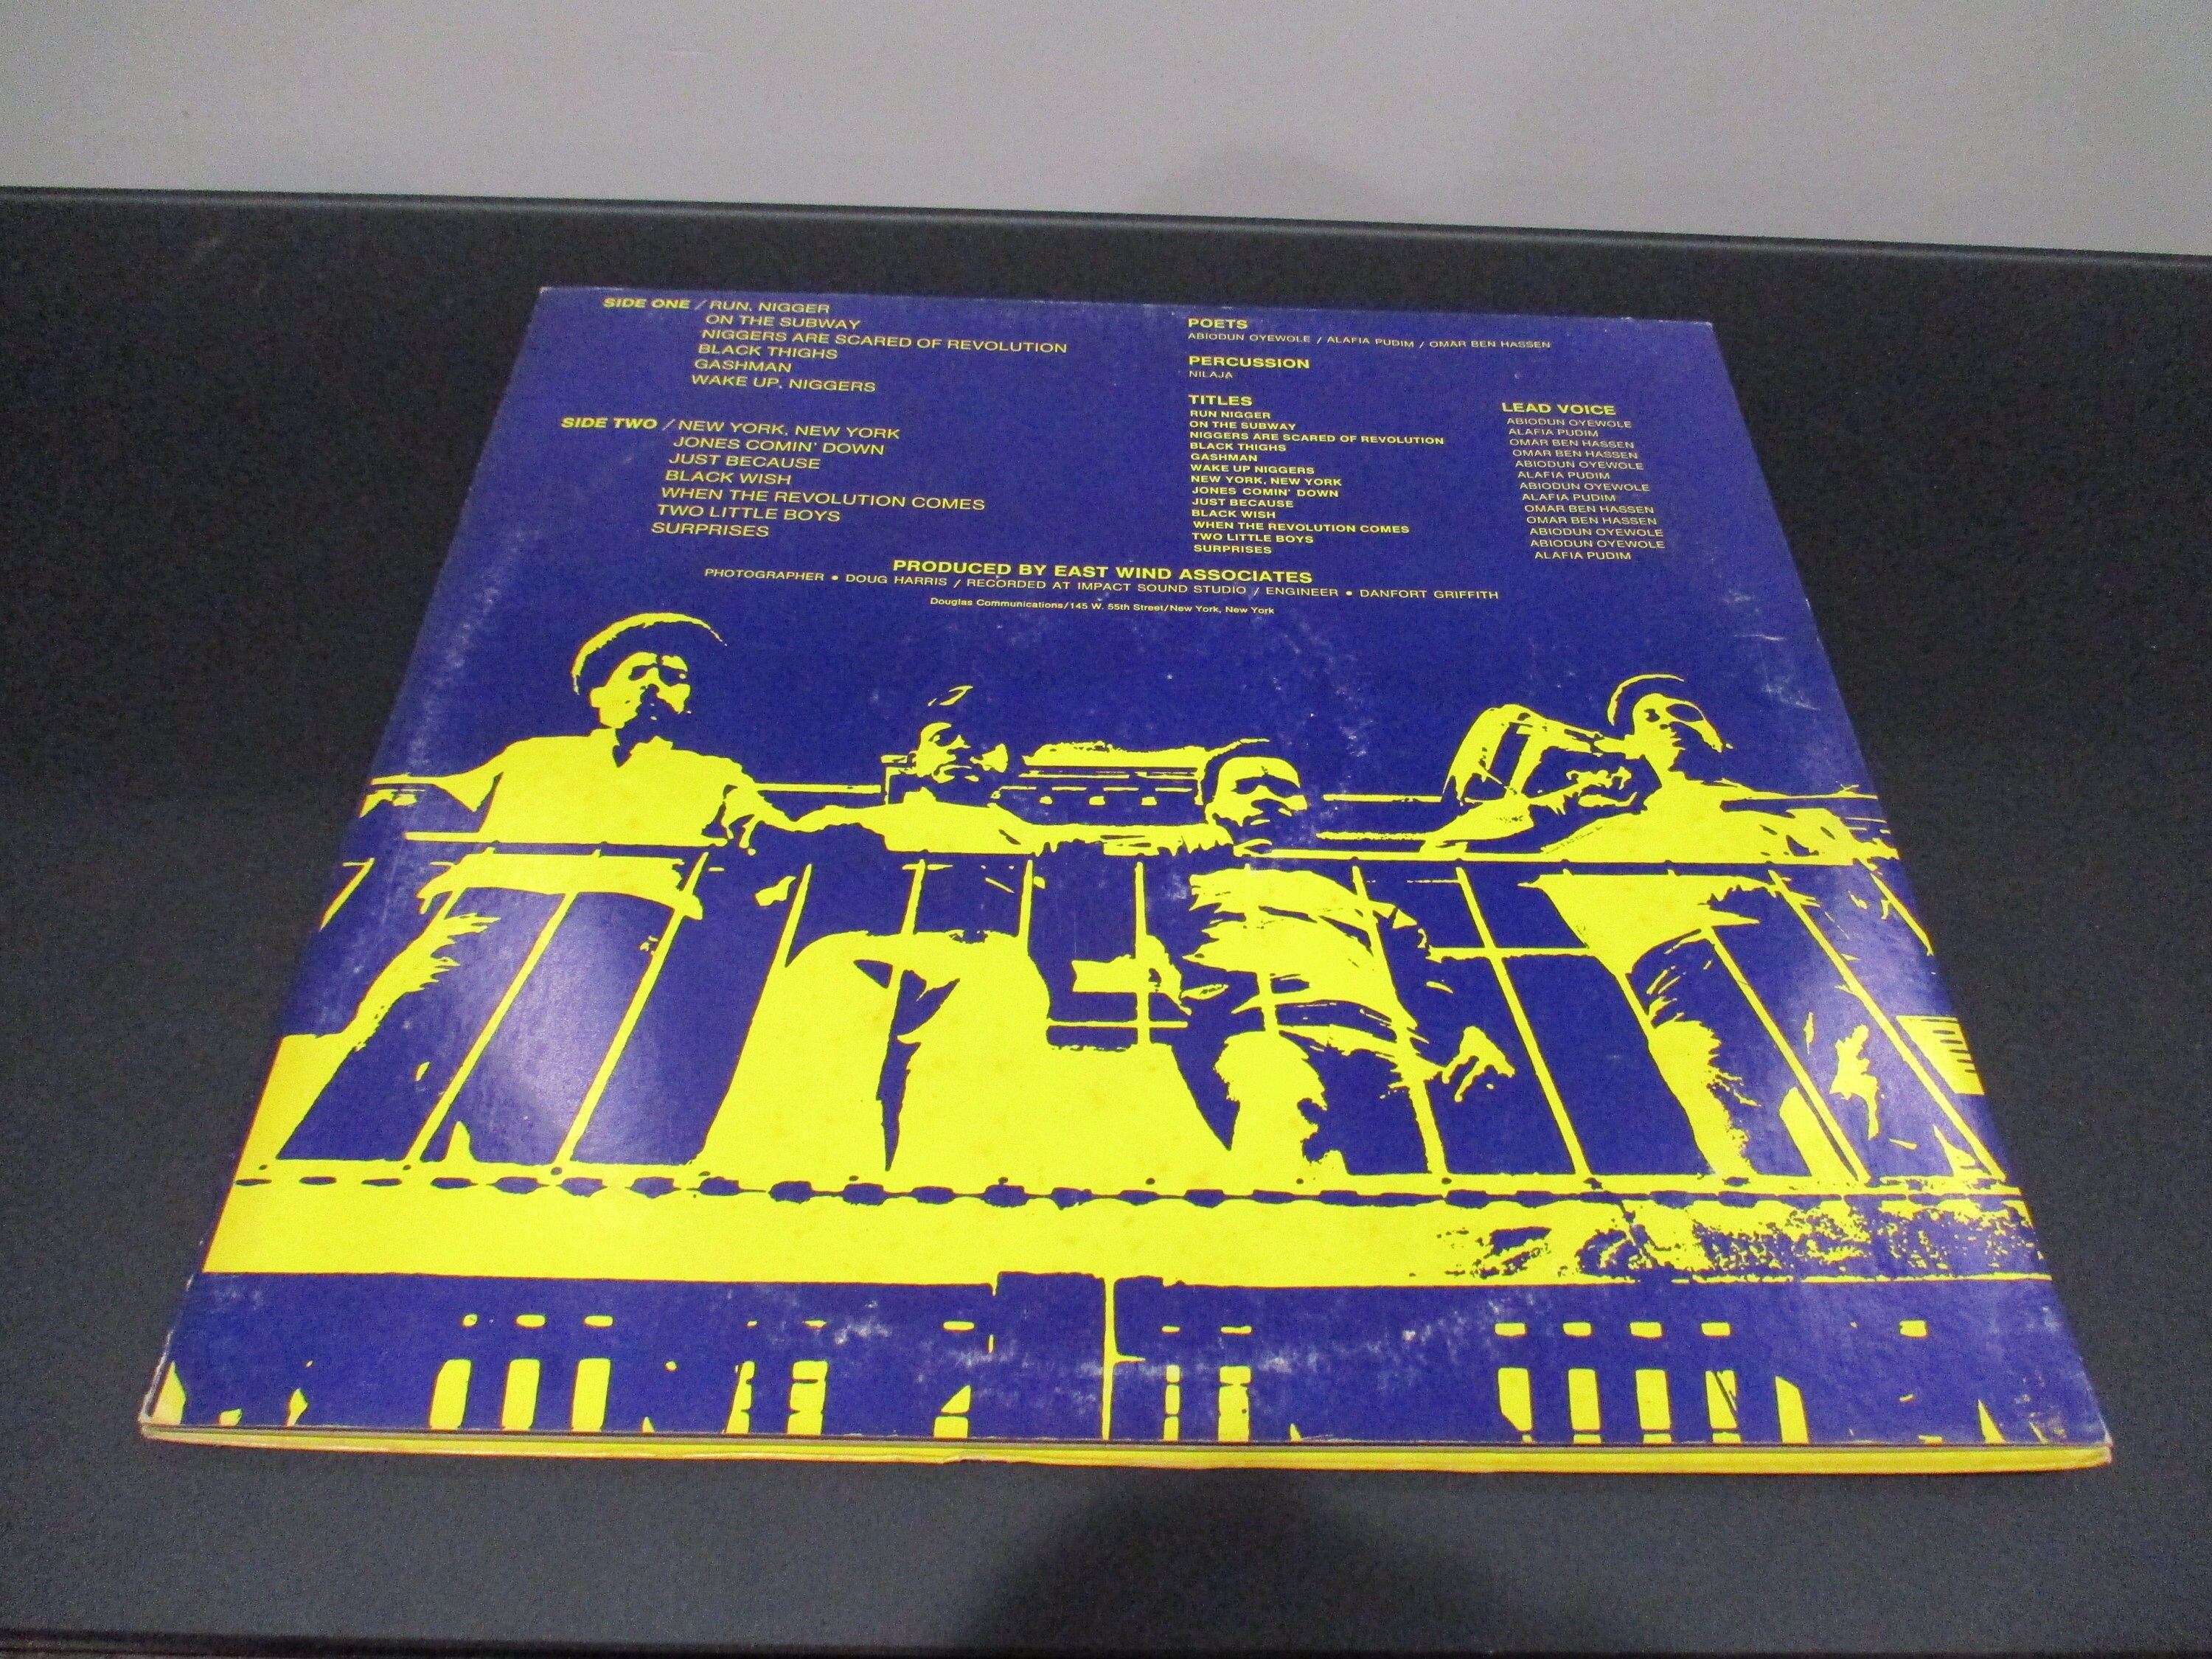 SIDE ONE / RUN, NIGGER
ON THE SUBWAY
NIGGERS ARE SCARED OF REVOLUTION
BLACK THIGHS
GASHMAN
WAKE UP, NIGGERS
SIDE TWO / NEW YORK, NEW YORK
JONES COMIN' DOWN
JUST BECAUSE
BLACK WISH
WHEN THE REVOLUTION COMES
TWO LITTLE BOYS
SURPRISES
POETS
ABIODUN OYEWOLE / ALAFIA PUDIM / OMAR BEN HASSEN
PERCUSSION
NILAJA
TITLES
RUN NIGGER
ON THE SUBWAY
NIGGERS ARE SCARED OF REVOLUTION
BLACK THIGHS
GASHMAN
WAKE UP NIGGERS
NEW YORK, NEW YORK
JONES COMIN' DOWN
JUST BECAUSE
BLACK WISH
WHEN THE REVOLUTION COMES
TWO LITTLE BOYS
SURPRISES
LEAD VOICE
ABIODUN OYEWOLE
ALAFIA PUDIM
OMAR BEN HASSEN
OMAR BEN HASSEN
ABIODUN OYEWOLE
ALAFIA PUDIM
ABIODUN OYEWOLE
ALAFIA PUDIM
OMAR BEN HASSEN
OMAR BEN HASSEN
ABIODUN OYEWOLE
ABIODUN OYEWOLE
ALAFIA PUDIM
PRODUCED BY EAST WIND ASSOCIATES
PHOTOGRAPHER • DOUG HARRIS / RECORDED AT IMPACT SOUND STUDIO / ENGINEER • DANFORT GRIFFITH
Douglas Communications/145 W. 55th Street/New York, New York